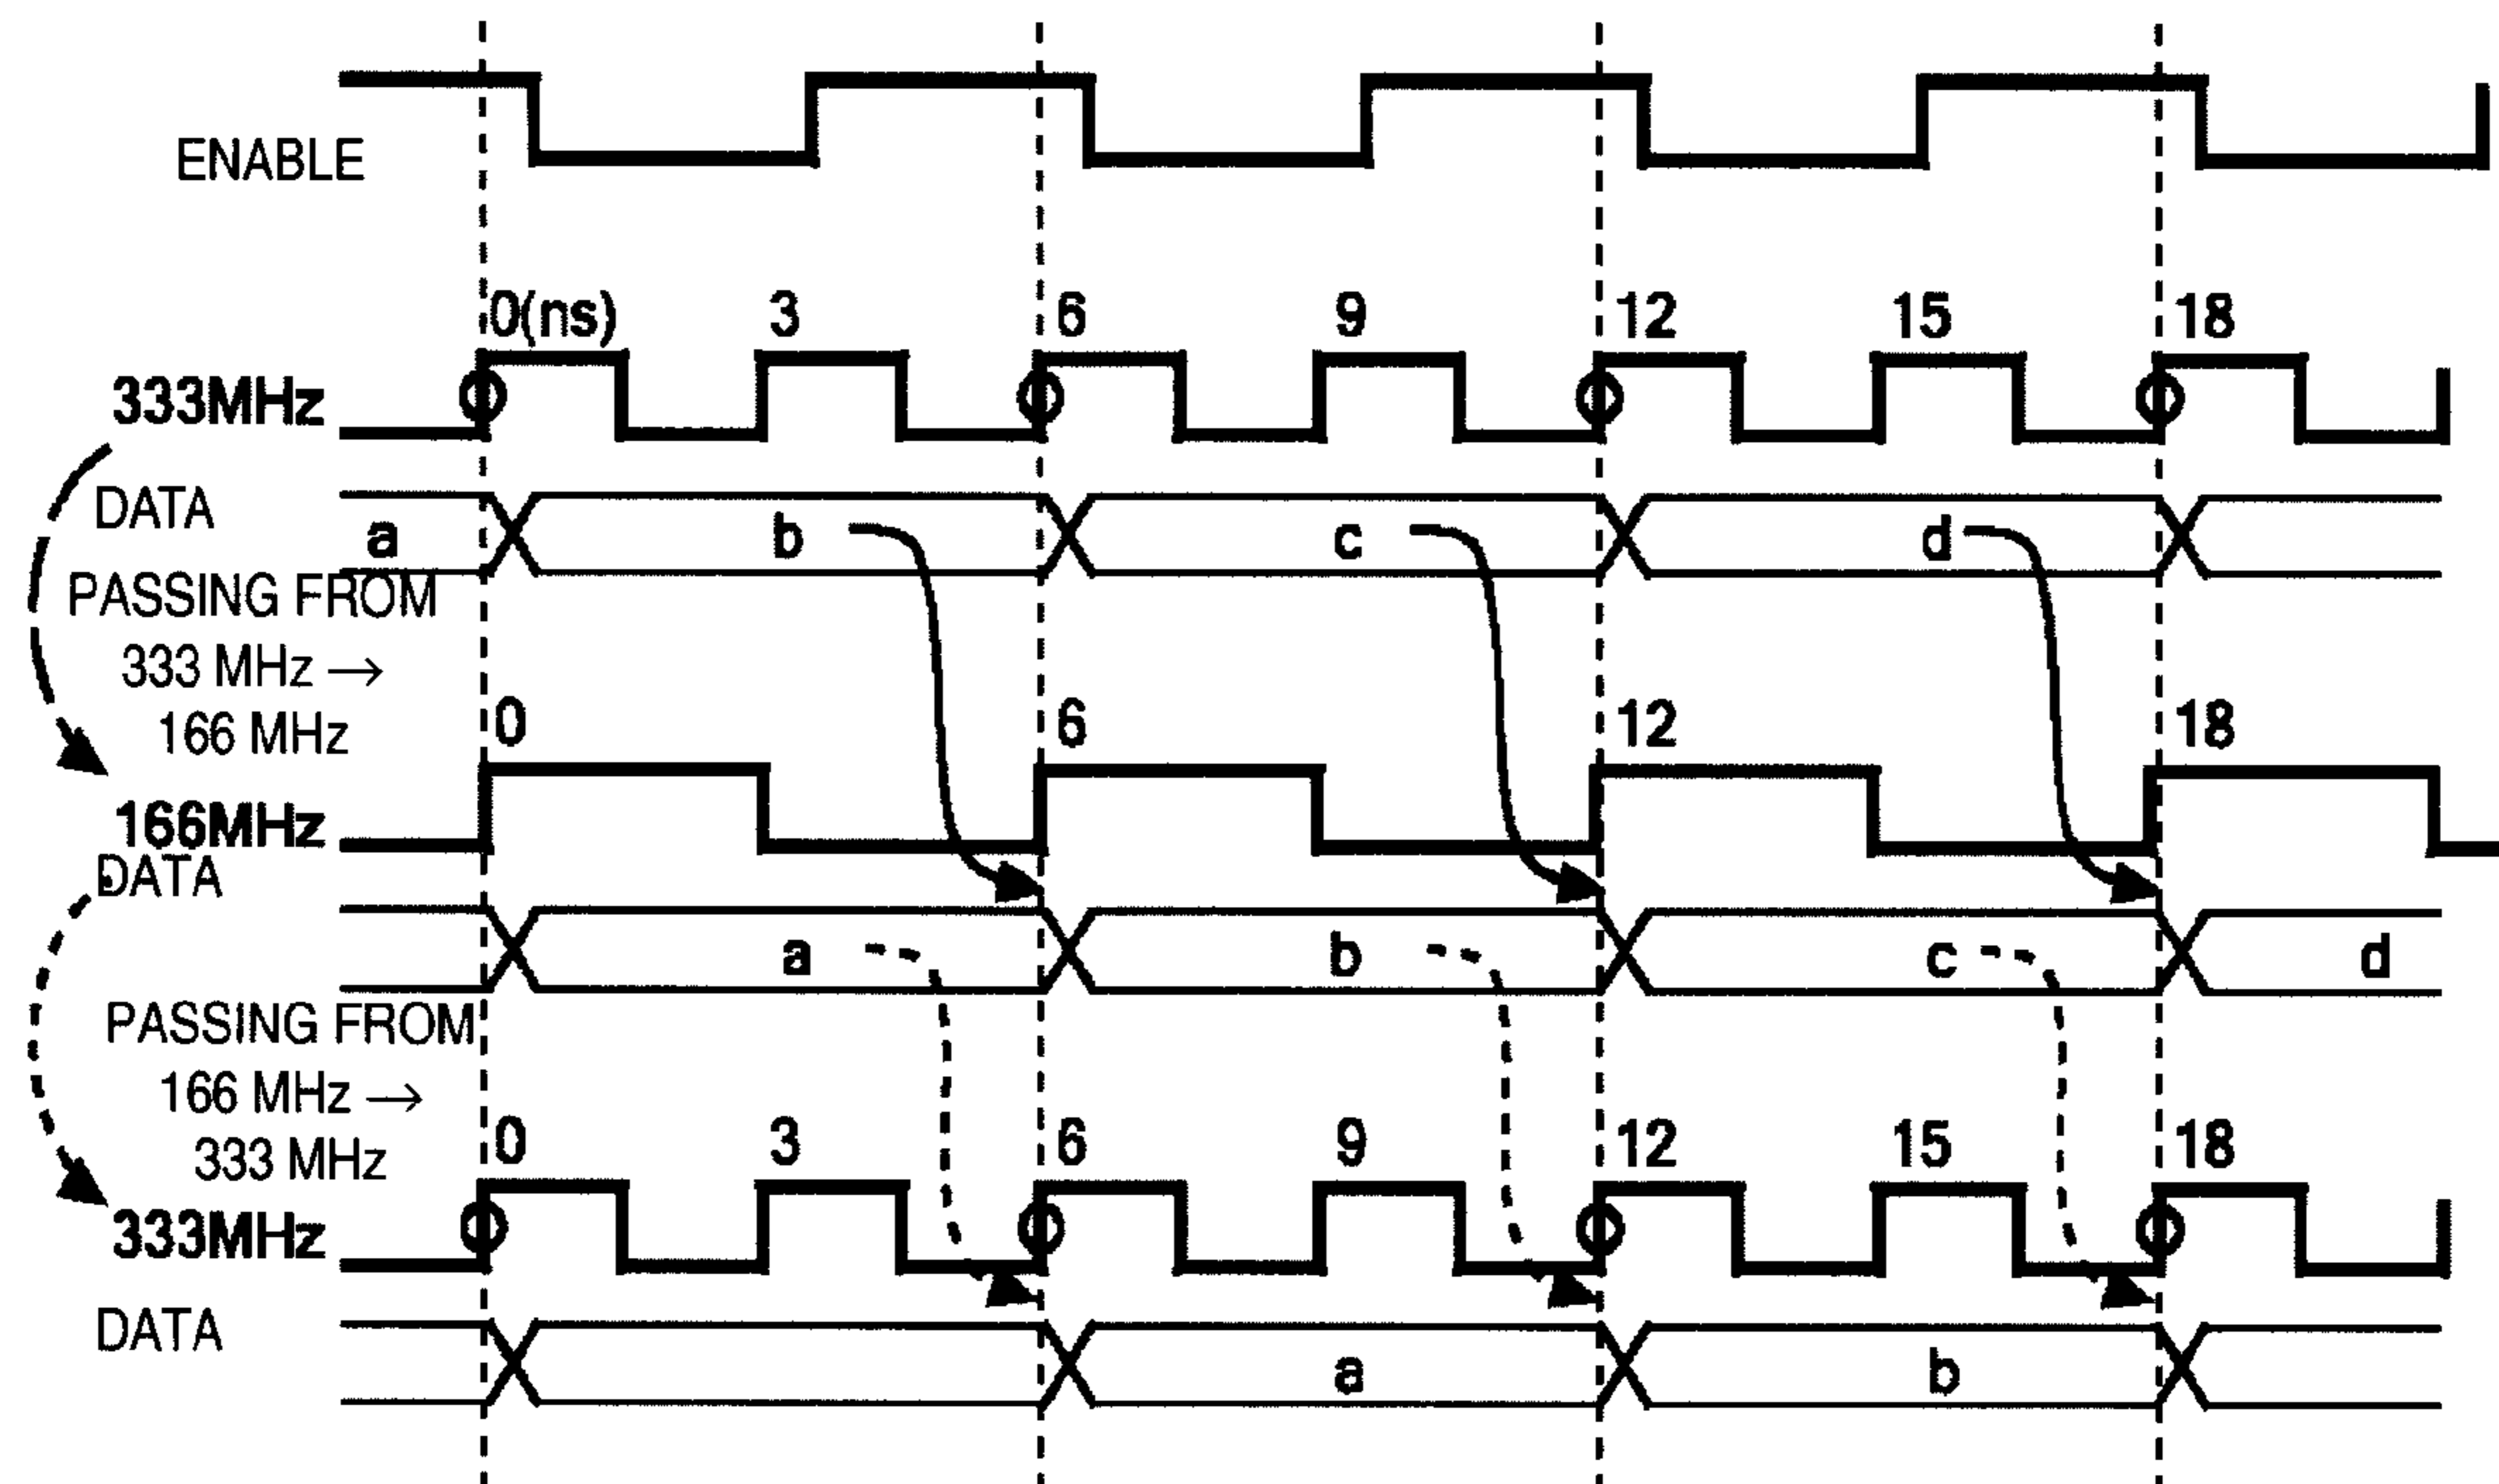 ENABLE
0(ns) 3 6 9 12 15 18
333MHz
DATA
a b c d
PASSING FROM
333 MHz →
166 MHz
0 6 12 18
166MHz
DATA
a b c d
PASSING FROM
166 MHz →
333 MHz
0 3 6 9 12 15 18
333MHz
DATA
a b